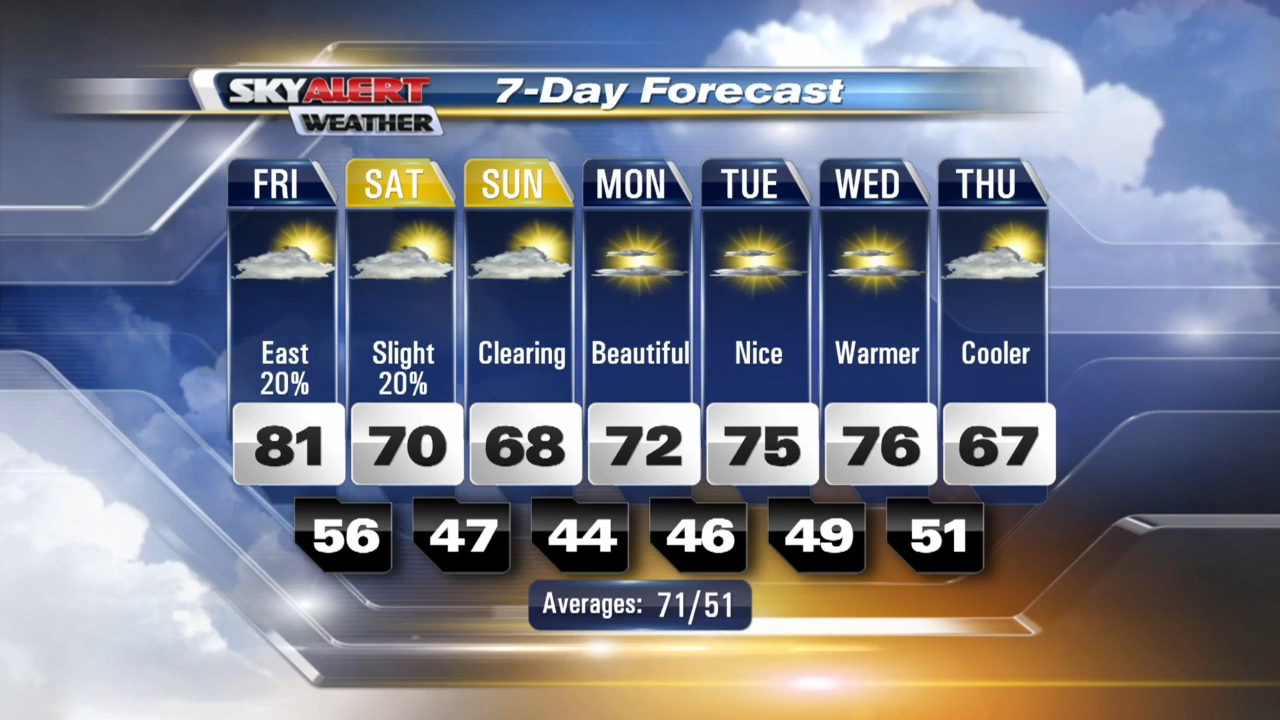 SKYALERT
WEATHER
7-Day Forecast
FRI SAT SUN MON TUE WED THU
East Slight Clearing Beautiful Nice Warmer Cooler
20% 20%
81 70 68 72 75 76 67
56 47 44 46 49 51
Averages: 71/51